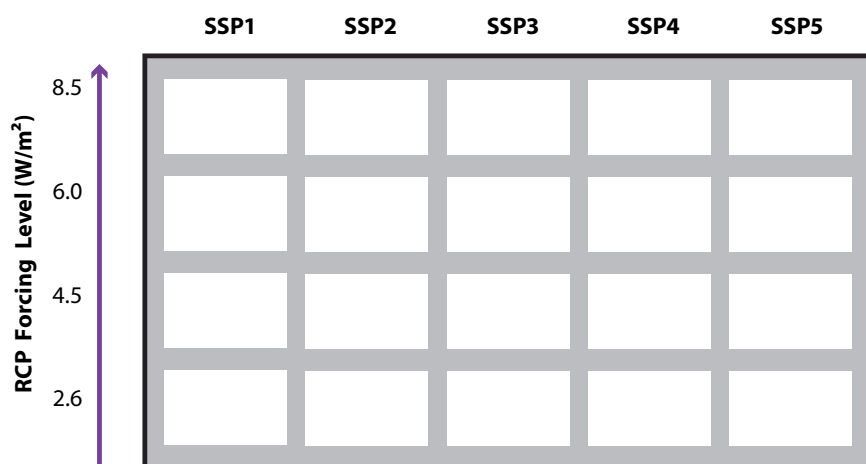 SSP1 SSP2 SSP3 SSP4 SSP5
RCP Forcing Level (W/m²)
8.5
6.0
4.5
2.6